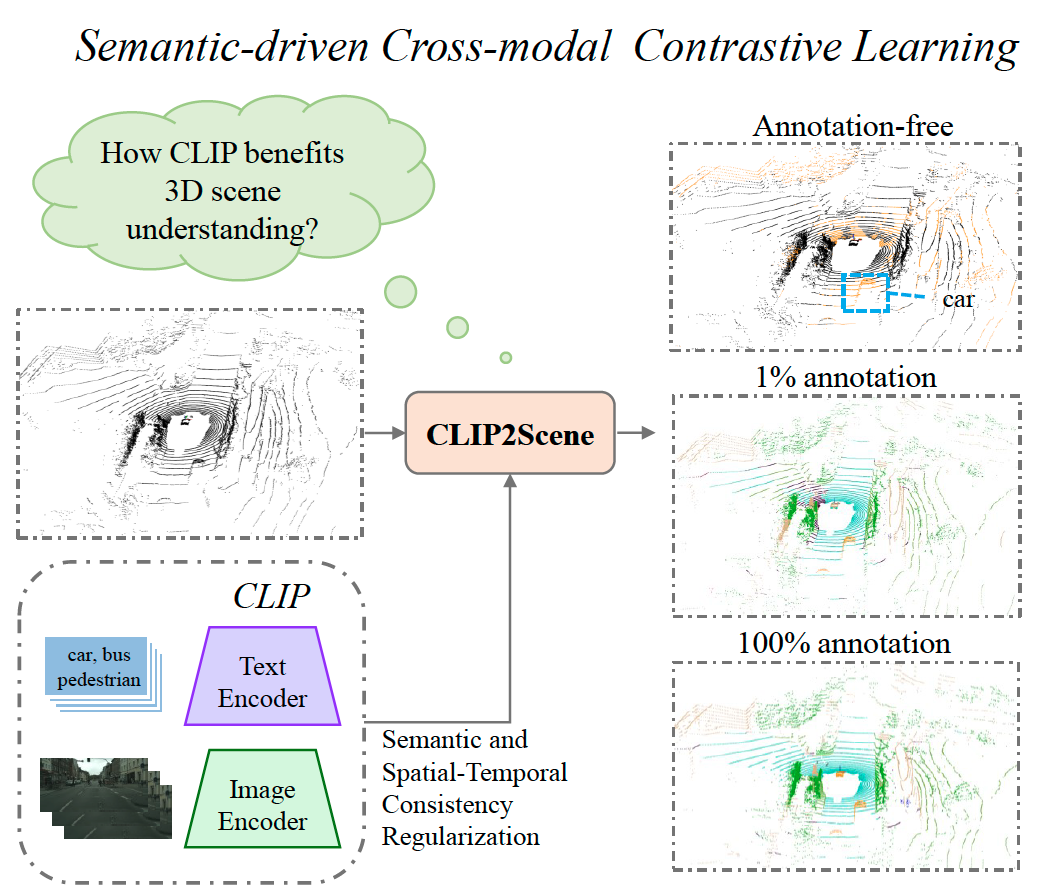 Semantic-driven Cross-modal Contrastive Learning
How CLIP benefits
3D scene
understanding?
Annotation-free
car
1% annotation
CLIP2Scene
100% annotation
CLIP
car, bus
pedestrian
Text
Encoder
Image
Encoder
Semantic and
Spatial-Temporal
Consistency
Regularization